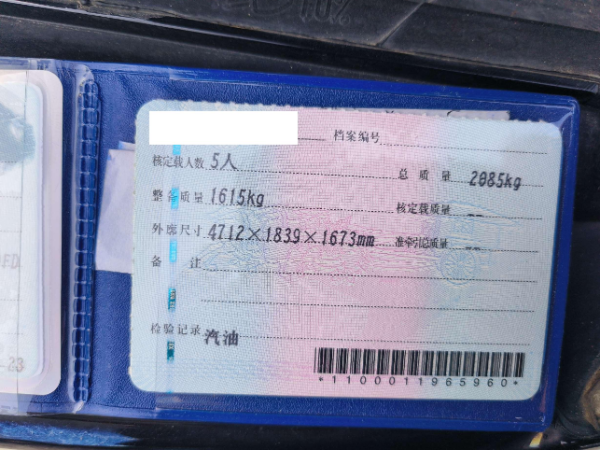 档案编号
核定载人数 5人 总质量 2085kg
整备质量 1615kg 核定载质量 --
外廓尺寸 4712×1839×1673mm 准牵引总质量 --
备注
检验记录 汽油
*1100011965960*
-23